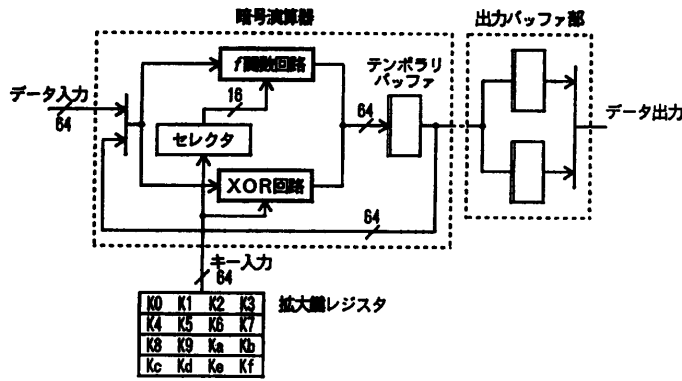 暗号演算器
出力バッファ部
f関数回路
テンポラリ
バッファ
データ入力
64
16
64
データ出力
セレクタ
XOR回路
64
キー入力
64
K0 K1 K2 K3
K4 K5 K6 K7
K8 K9 Ka Kb
Kc Kd Ke Kf
拡大鍵レジスタ